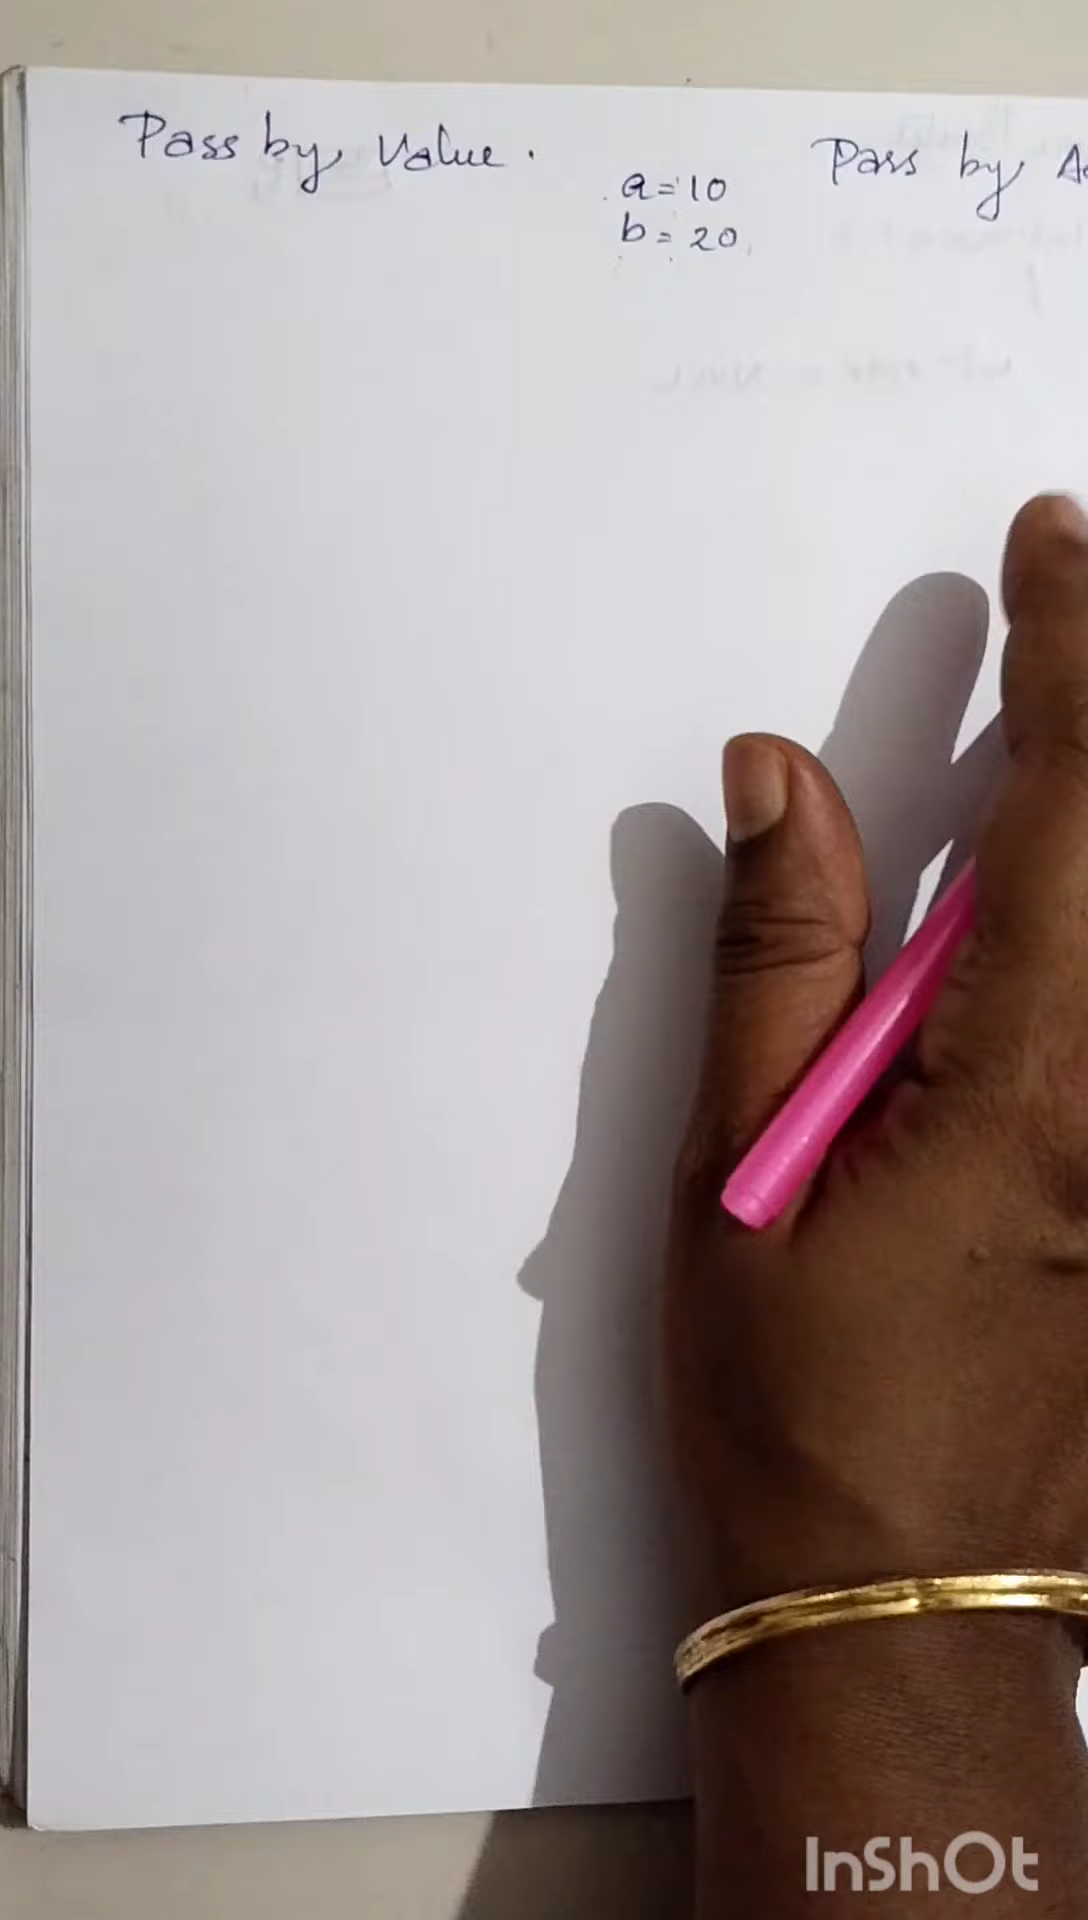 Pass by Value.
a = 10
b = 20
Pass by
InShOt